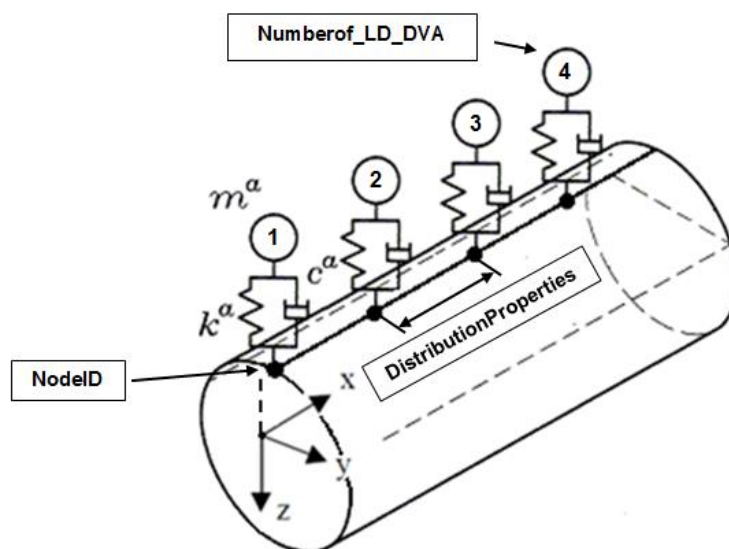 Numberof_LD_DVA
4
3
2
m^a
1
c^a
k^a
DistributionProperties
NodeID
x
y
z